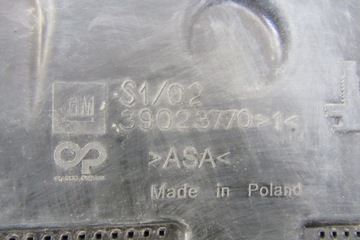 GM
S1/02
39023770>1<
>ASA<
Made in Poland